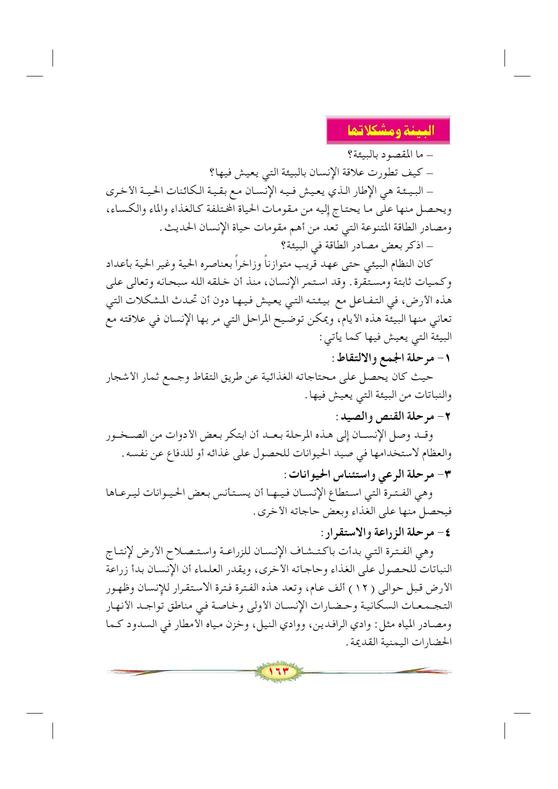 البيئة ومشكلاتها
– ما المقصود بالبيئة؟
– كيف تطورت علاقة الإنسان بالبيئة التي يعيش فيها؟
– البيئة هي الإطار الذي يعيش فيه الإنسان مع بقية الكائنات الحية الأخرى
ويحصل منها على ما يحتاج إليه من مقومات الحياة المختلفة كالغذاء والماء والكساء،
ومصادر الطاقة المتنوعة التي تعد من أهم مقومات حياة الإنسان الحديث.
– اذكر بعض مصادر الطاقة في البيئة؟
كان النظام البيئي حتى عهد قريب متوازناً وزاخراً بعناصره الحية وغير الحية بأعداد
وكميات ثابتة ومستقرة. وقد استمر الإنسان، منذ أن خلقه الله سبحانه وتعالى على
هذه الأرض، في التفاعل مع بيئته التي يعيش فيها دون أن تحدث المشكلات التي
تعاني منها البيئة هذه الأيام، ويمكن توضيح المراحل التي مر بها الإنسان في علاقته مع
البيئة التي يعيش فيها كما يأتي:
١- مرحلة الجمع والالتقاط:
حيث كان يحصل على محتاجاته الغذائية عن طريق التقاط وجمع ثمار الأشجار
والنباتات من البيئة التي يعيش فيها.
٢- مرحلة القنص والصيد:
وقد وصل الإنسان إلى هذه المرحلة بعد أن ابتكر بعض الأدوات من الصخور
والعظام لاستخدامها في صيد الحيوانات للحصول على غذائه أو للدفاع عن نفسه.
٣- مرحلة الرعي واستئناس الحيوانات:
وهي الفترة التي استطاع الإنسان فيها أن يستأنس بعض الحيوانات ليرعاها
فيحصل منها على الغذاء وبعض حاجاته الأخرى.
٤- مرحلة الزراعة والاستقرار:
وهي الفترة التي بدأت باكتشاف الإنسان للزراعة واستصلاح الأرض لإنتاج
النباتات للحصول على الغذاء وحاجاته الأخرى، ويقدر العلماء أن الإنسان بدأ زراعة
الأرض قبل حوالى (١٢) ألف عام، وتعد هذه الفترة فترة الاستقرار للإنسان وظهور
التجمعات السكانية وحضارات الإنسان الأولى وخاصة في مناطق تواجد الأنهار
ومصادر المياه مثل: وادي الرافدين، ووادي النيل، وخزن مياه الأمطار في السدود كما
الحضارات اليمنية القديمة.
١٦٣